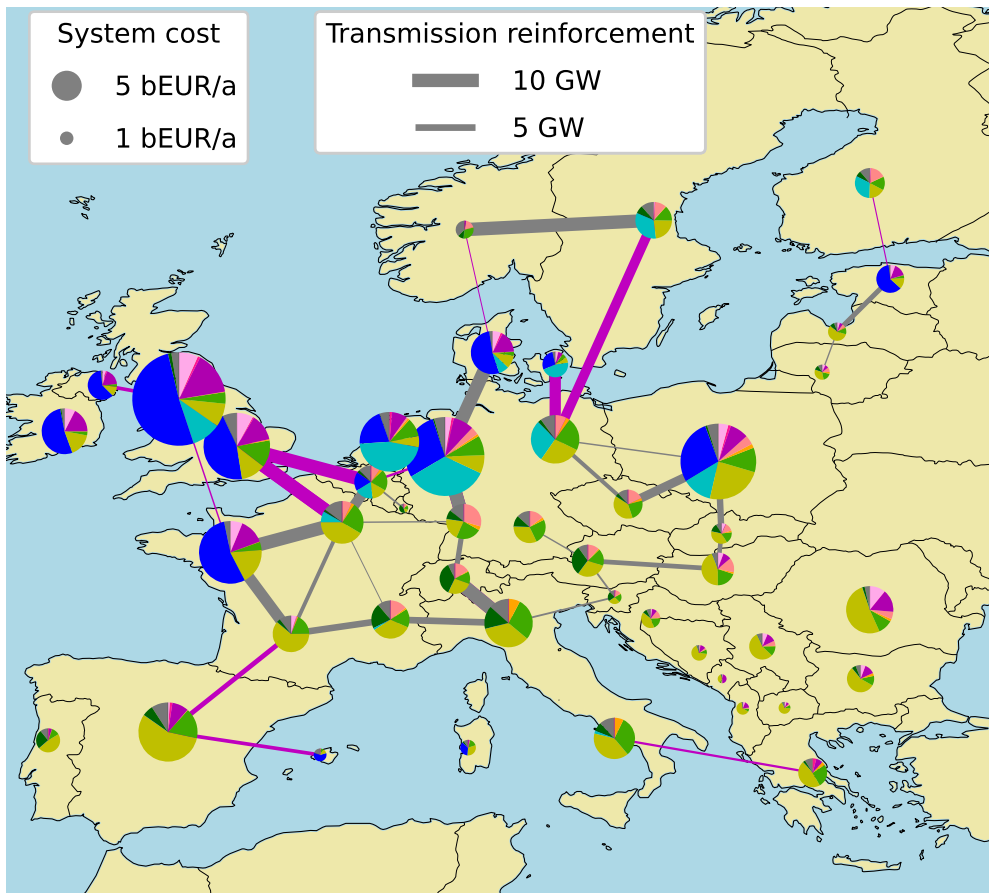 System cost
5 bEUR/a
1 bEUR/a
Transmission reinforcement
10 GW
5 GW